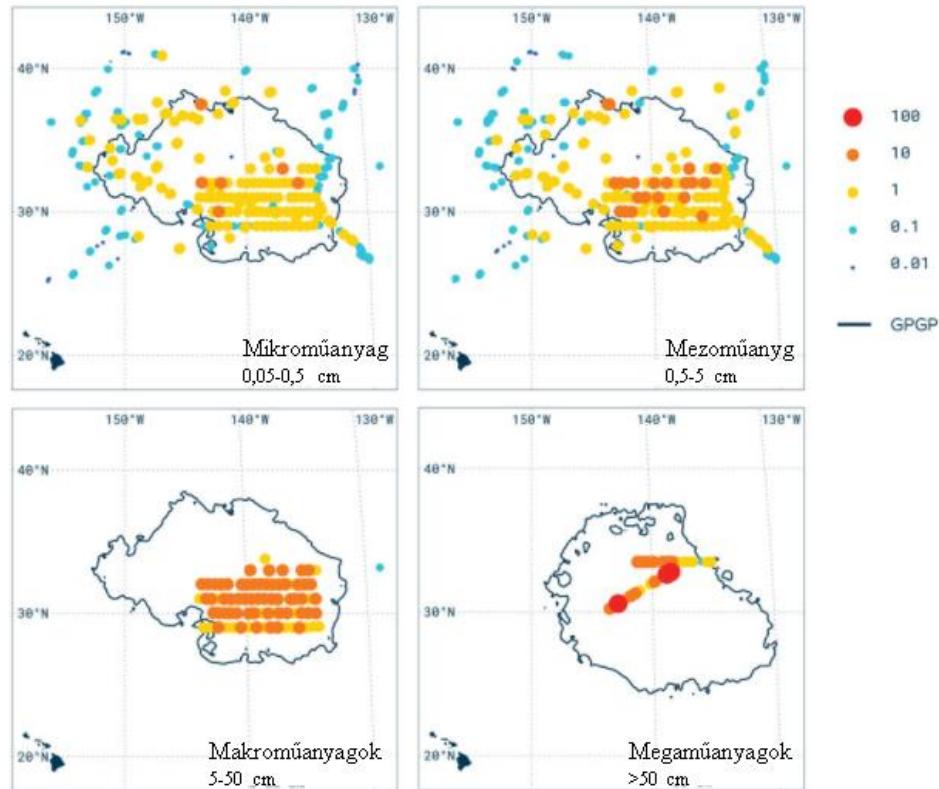 150°W 140°W 130°W
40°N
30°N
20°N
Mikroműanyag
0,05-0,5 cm
150°W 140°W 130°W
40°N
30°N
20°N
Mezoműanyg
0,5-5 cm
100
10
1
0.1
0.01
GPGP
150°W 140°W 130°W
40°N
30°N
20°N
Makroműanyagok
5-50 cm
150°W 140°W 130°W
40°N
30°N
20°N
Megaműanyagok
>50 cm